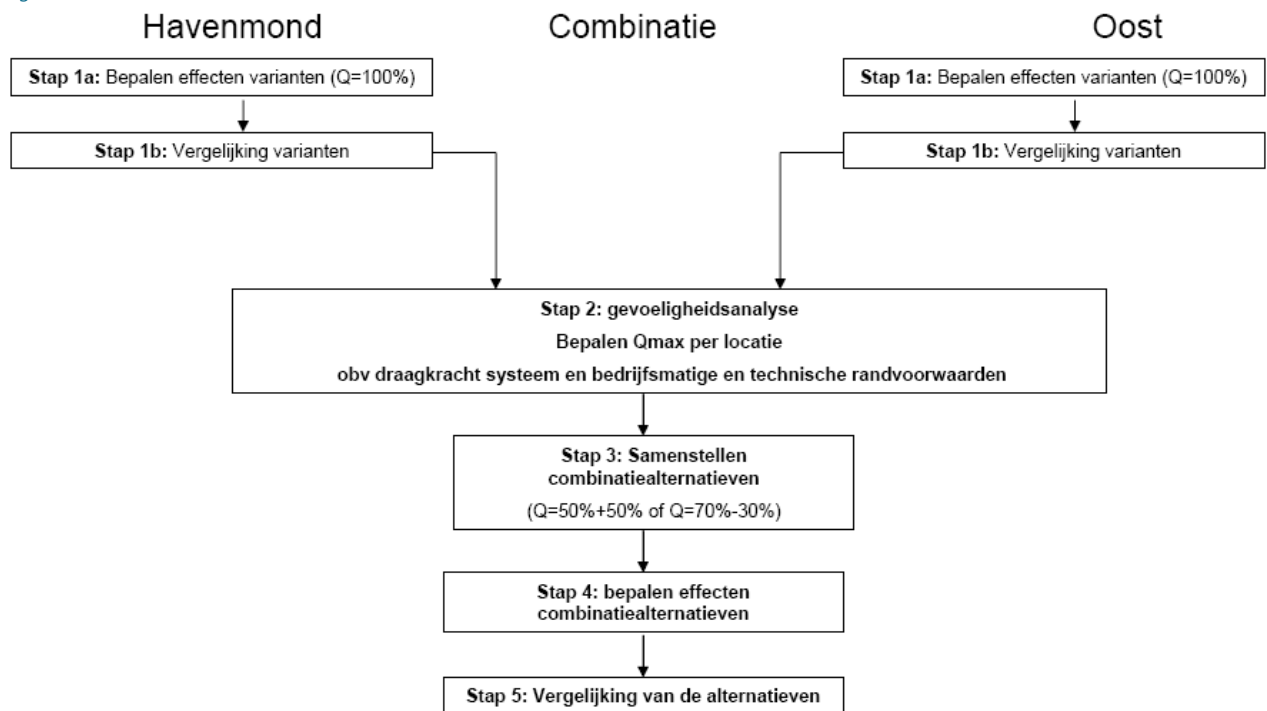 Havenmond
Combinatie
Oost
Stap 1a: Bepalen effecten varianten (Q=100%)
Stap 1a: Bepalen effecten varianten (Q=100%)
Stap 1b: Vergelijking varianten
Stap 1b: Vergelijking varianten
Stap 2: gevoeligheidsanalyse
Bepalen Qmax per locatie
obv draagkracht systeem en bedrijfsmatige en technische randvoorwaarden
Stap 3: Samenstellen
combinatiealternatieven
(Q=50%+50% of Q=70%-30%)
Stap 4: bepalen effecten
combinatiealternatieven
Stap 5: Vergelijking van de alternatieven